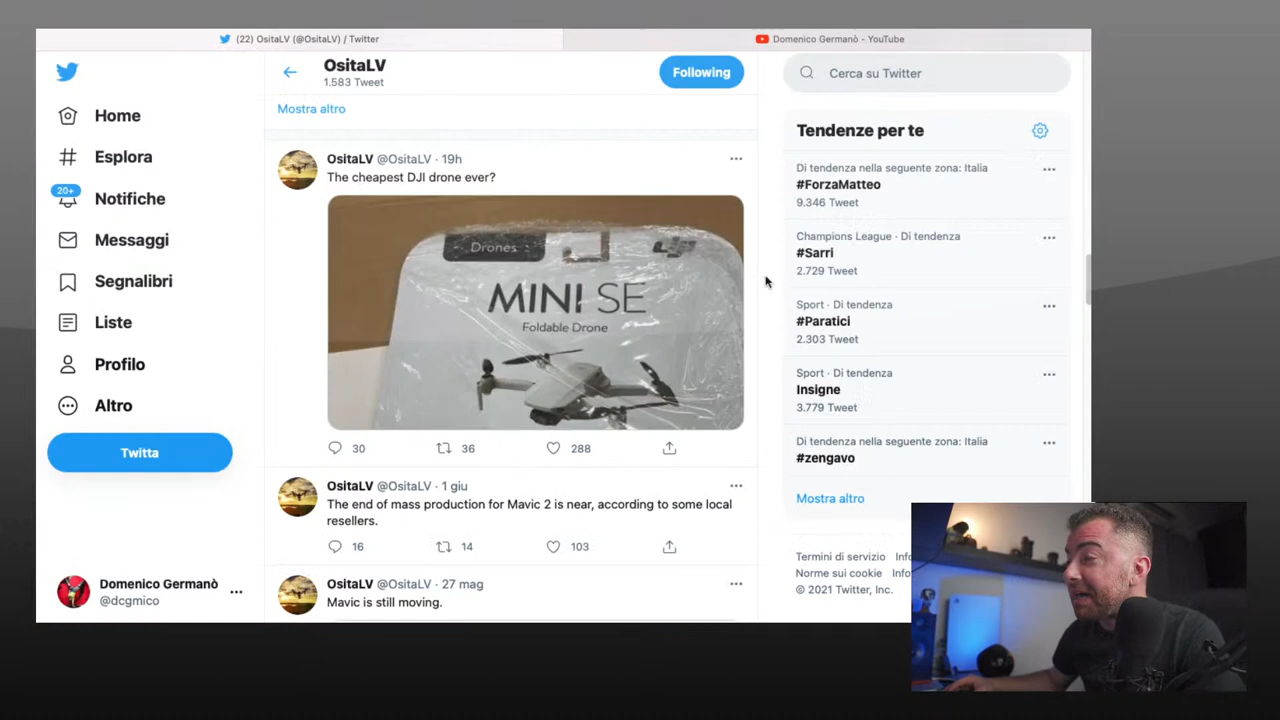 (22) OsitaLV (@OsitaLV) / Twitter
Domenico Germanò - YouTube
Home
Esplora
20+
Notifiche
Messaggi
Segnalibri
Liste
Profilo
Altro
Twitta
Domenico Germanò
@dcgmico
OsitaLV
1.583 Tweet
Following
Mostra altro
OsitaLV @OsitaLV · 19h
The cheapest DJI drone ever?
Drones
MINI SE
Foldable Drone
30 36 288
OsitaLV @OsitaLV · 1 giu
The end of mass production for Mavic 2 is near, according to some local
resellers.
16 14 103
OsitaLV @OsitaLV · 27 mag
Mavic is still moving.
Cerca su Twitter
Tendenze per te
Di tendenza nella seguente zona: Italia
#ForzaMatteo
9.346 Tweet
Champions League · Di tendenza
#Sarri
2.729 Tweet
Sport · Di tendenza
#Paratici
2.303 Tweet
Sport · Di tendenza
Insigne
3.779 Tweet
Di tendenza nella seguente zona: Italia
#zengavo
Mostra altro
Termini di servizio
Norme sui cookie
© 2021 Twitter, Inc.